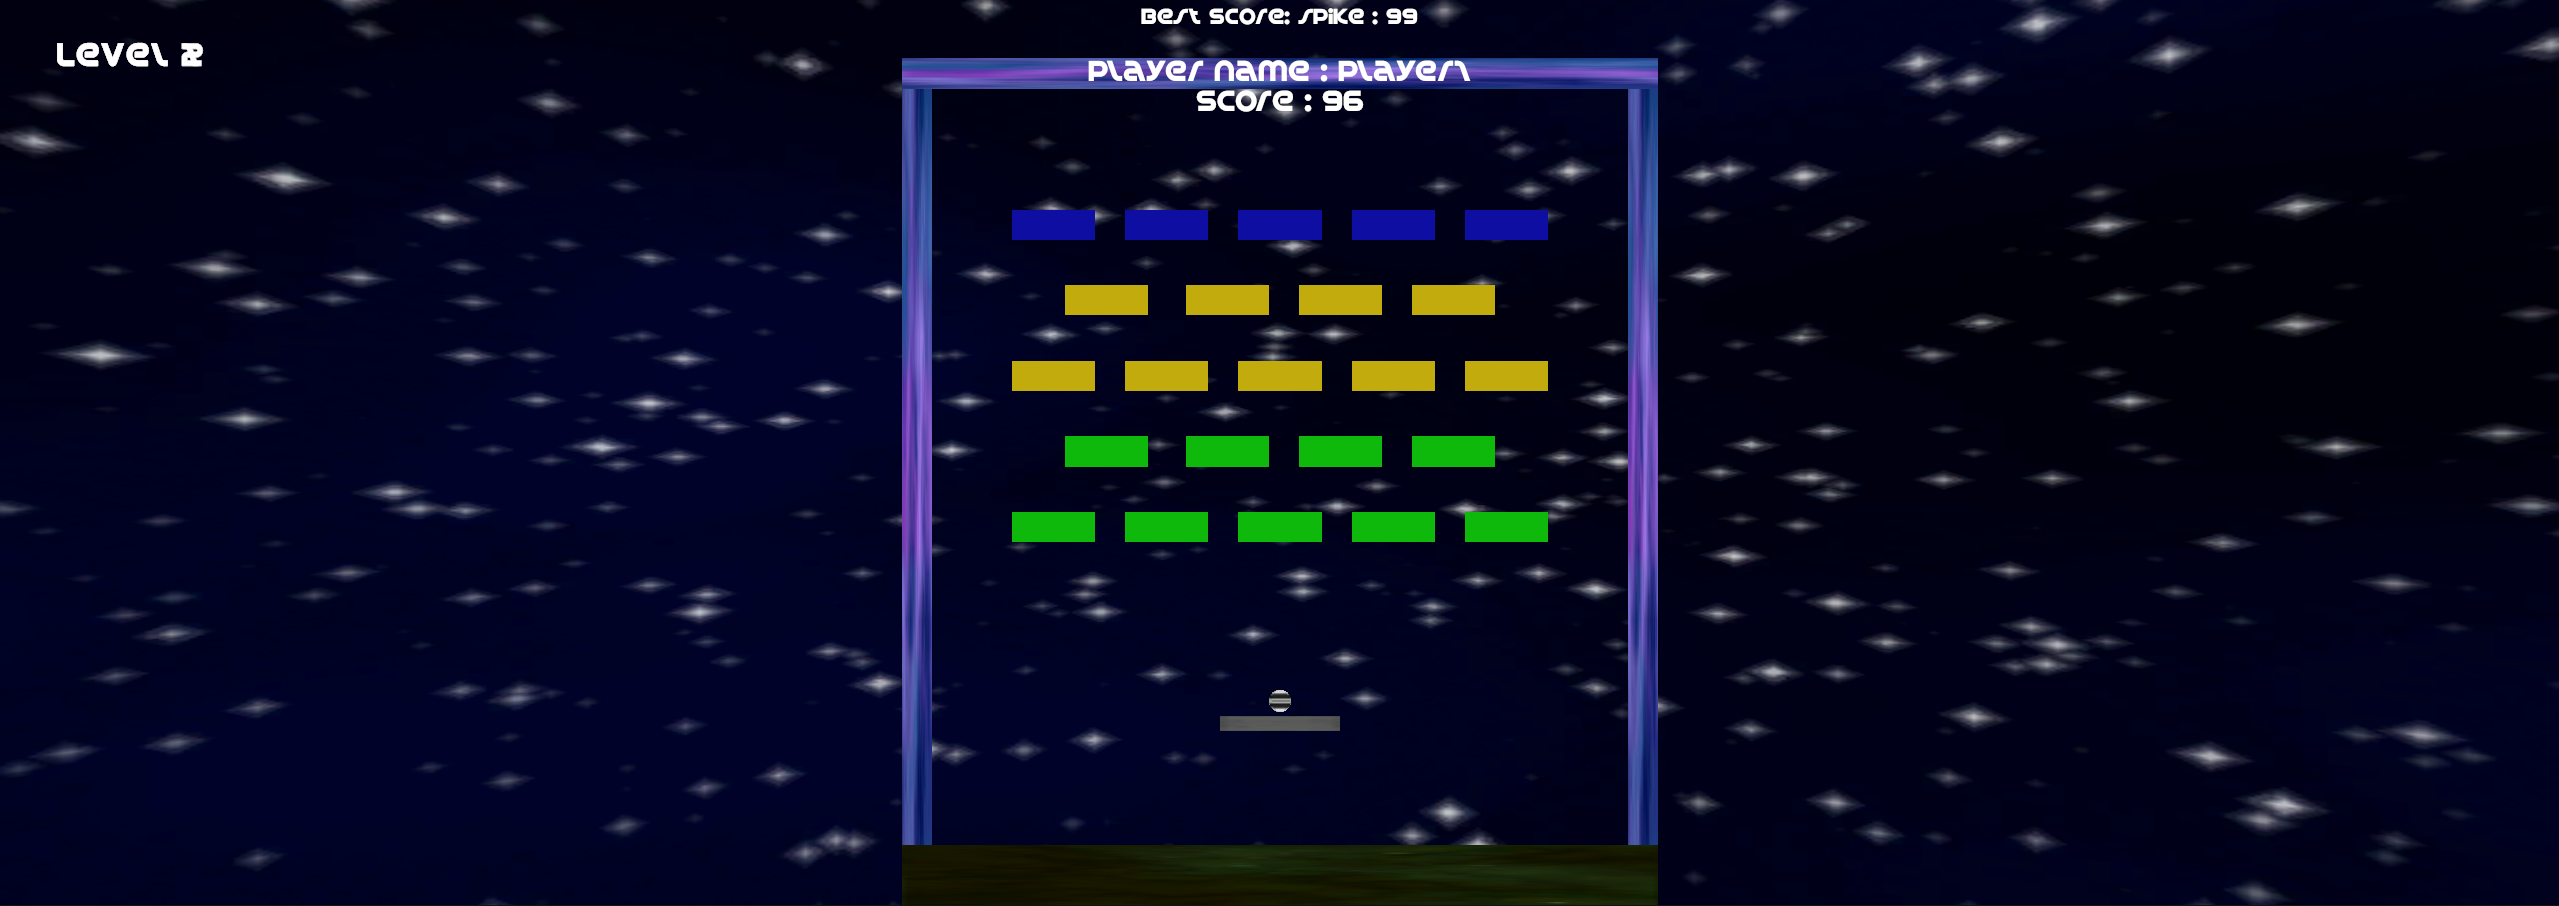 Best Score: Spike : 99
Level 2
Player Name : Player1
Score : 96